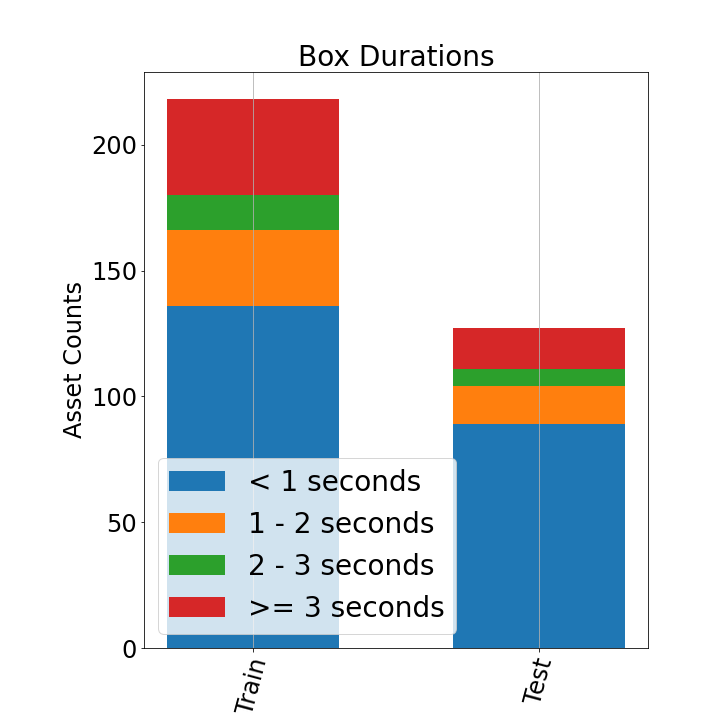 Box Durations
Asset Counts
200
150
100
50
0
< 1 seconds
1 - 2 seconds
2 - 3 seconds
>= 3 seconds
Train
Test